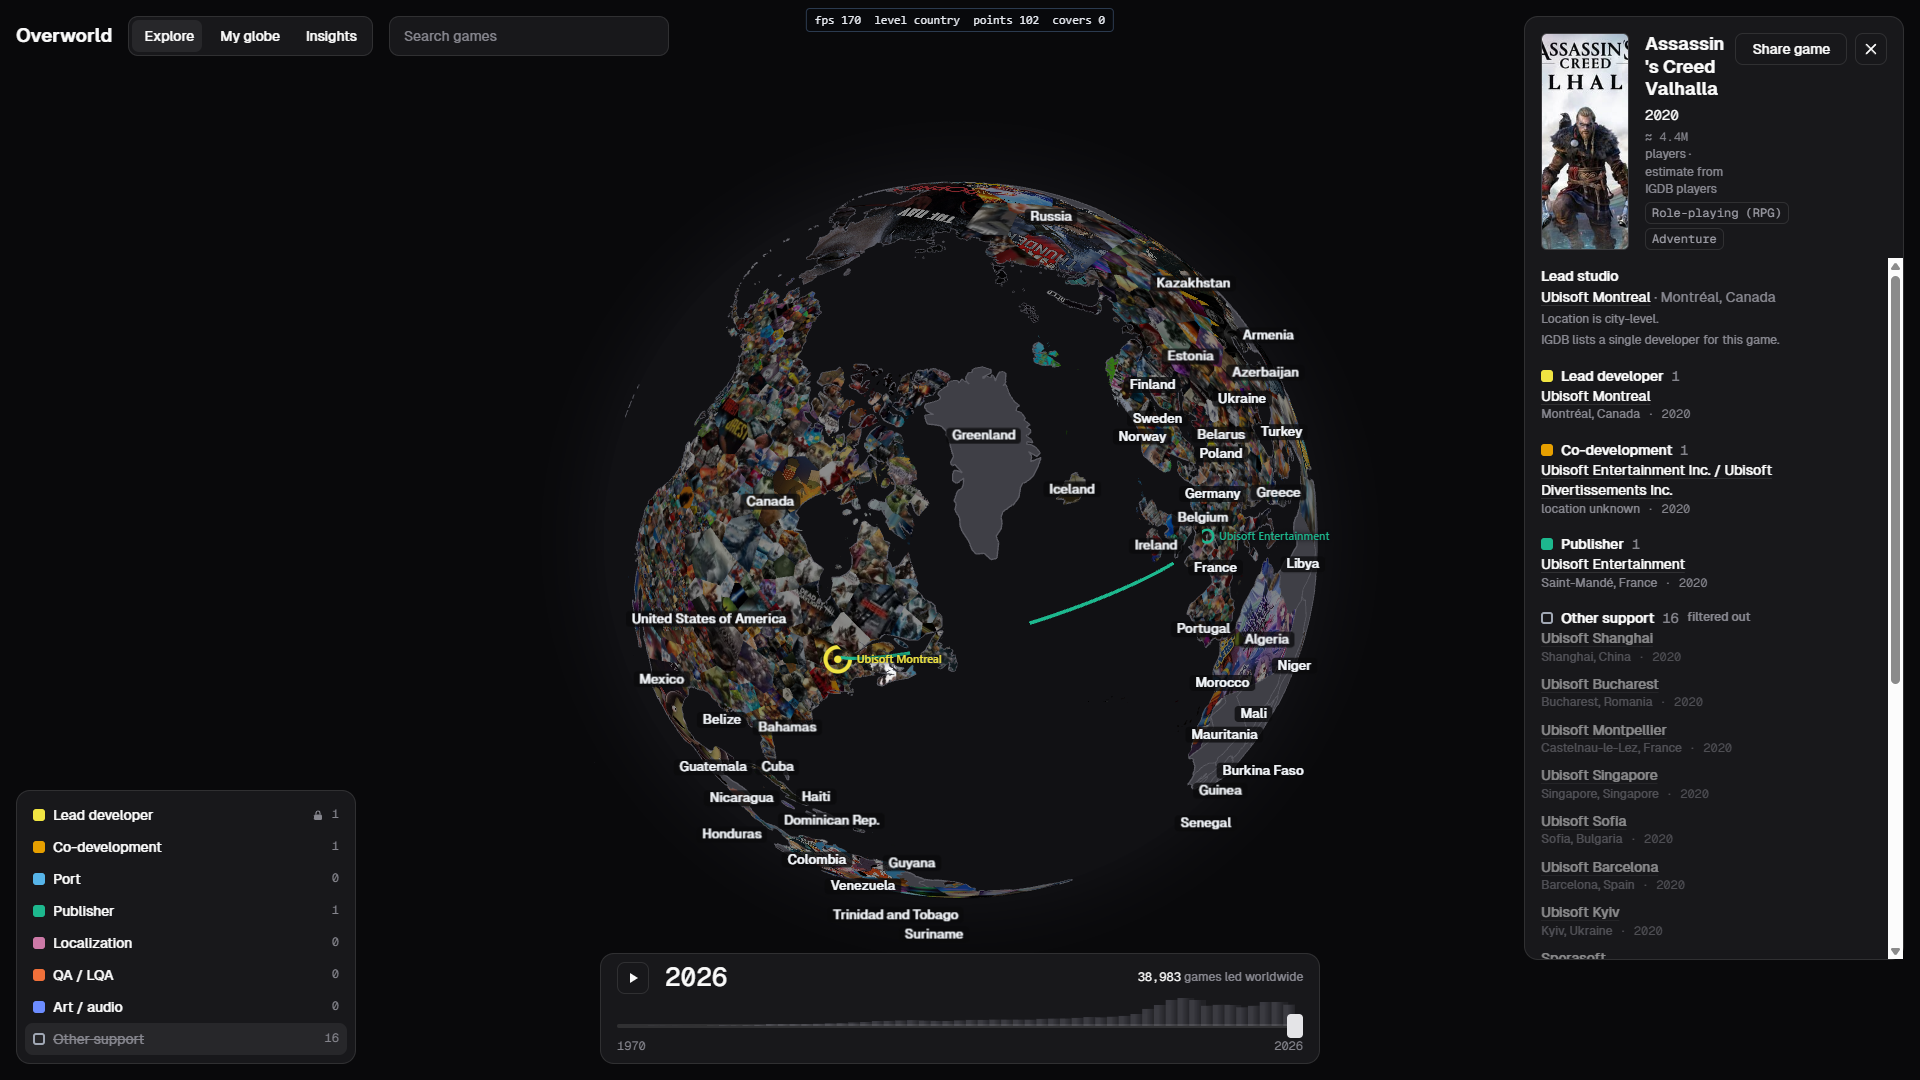 Overworld
Explore
My globe
Insights
Search games
fps 170 level country points 102 covers 0
ASSASSIN'S
CREED
LHAL
Assassin
's Creed
Valhalla
Share game
2020
≈ 4.4M
players ·
estimate from
IGDB players
Role-playing (RPG)
Adventure
Lead studio
Ubisoft Montreal · Montréal, Canada
Location is city-level.
IGDB lists a single developer for this game.
Lead developer 1
Ubisoft Montreal
Montréal, Canada · 2020
Co-development 1
Ubisoft Entertainment Inc. / Ubisoft
Divertissements Inc.
location unknown · 2020
Publisher 1
Ubisoft Entertainment
Saint-Mandé, France · 2020
Other support 16 filtered out
Ubisoft Shanghai
Shanghai, China · 2020
Ubisoft Bucharest
Bucharest, Romania · 2020
Ubisoft Montpellier
Castelnau-le-Lez, France · 2020
Ubisoft Singapore
Singapore, Singapore · 2020
Ubisoft Sofia
Sofia, Bulgaria · 2020
Ubisoft Barcelona
Barcelona, Spain · 2020
Ubisoft Kyiv
Kyiv, Ukraine · 2020
Sperasoft
Russia
Kazakhstan
Armenia
Estonia
Azerbaijan
Finland
Ukraine
Sweden
Norway
Belarus
Turkey
Poland
Greenland
Iceland
Germany
Greece
Belgium
Ubisoft Entertainment
Ireland
France
Libya
Canada
United States of America
Portugal
Algeria
Ubisoft Montreal
Niger
Mexico
Morocco
Belize
Bahamas
Mali
Mauritania
Guatemala
Cuba
Burkina Faso
Guinea
Nicaragua
Haiti
Dominican Rep.
Senegal
Honduras
Colombia
Guyana
Venezuela
Trinidad and Tobago
Suriname
Lead developer 1
Co-development 1
Port 0
Publisher 1
Localization 0
QA / LQA 0
Art / audio 0
Other support 16
2026
38,983 games led worldwide
1970
2026